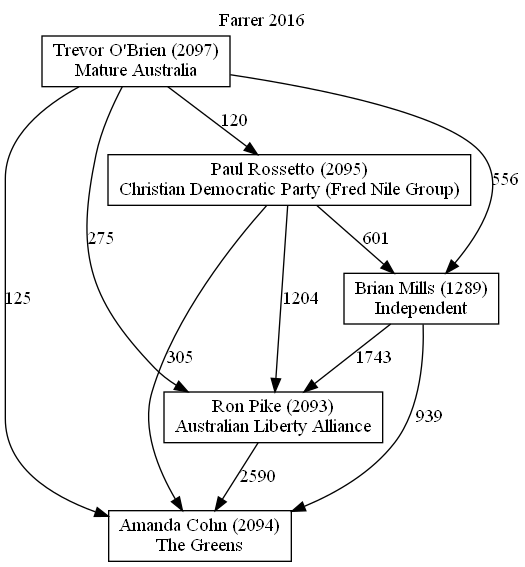 Farrer 2016
Trevor O'Brien (2097)
Mature Australia
120
Paul Rossetto (2095)
Christian Democratic Party (Fred Nile Group)
556
275
601
Brian Mills (1289)
Independent
125
1204
305
1743
Ron Pike (2093)
Australian Liberty Alliance
939
2590
Amanda Cohn (2094)
The Greens